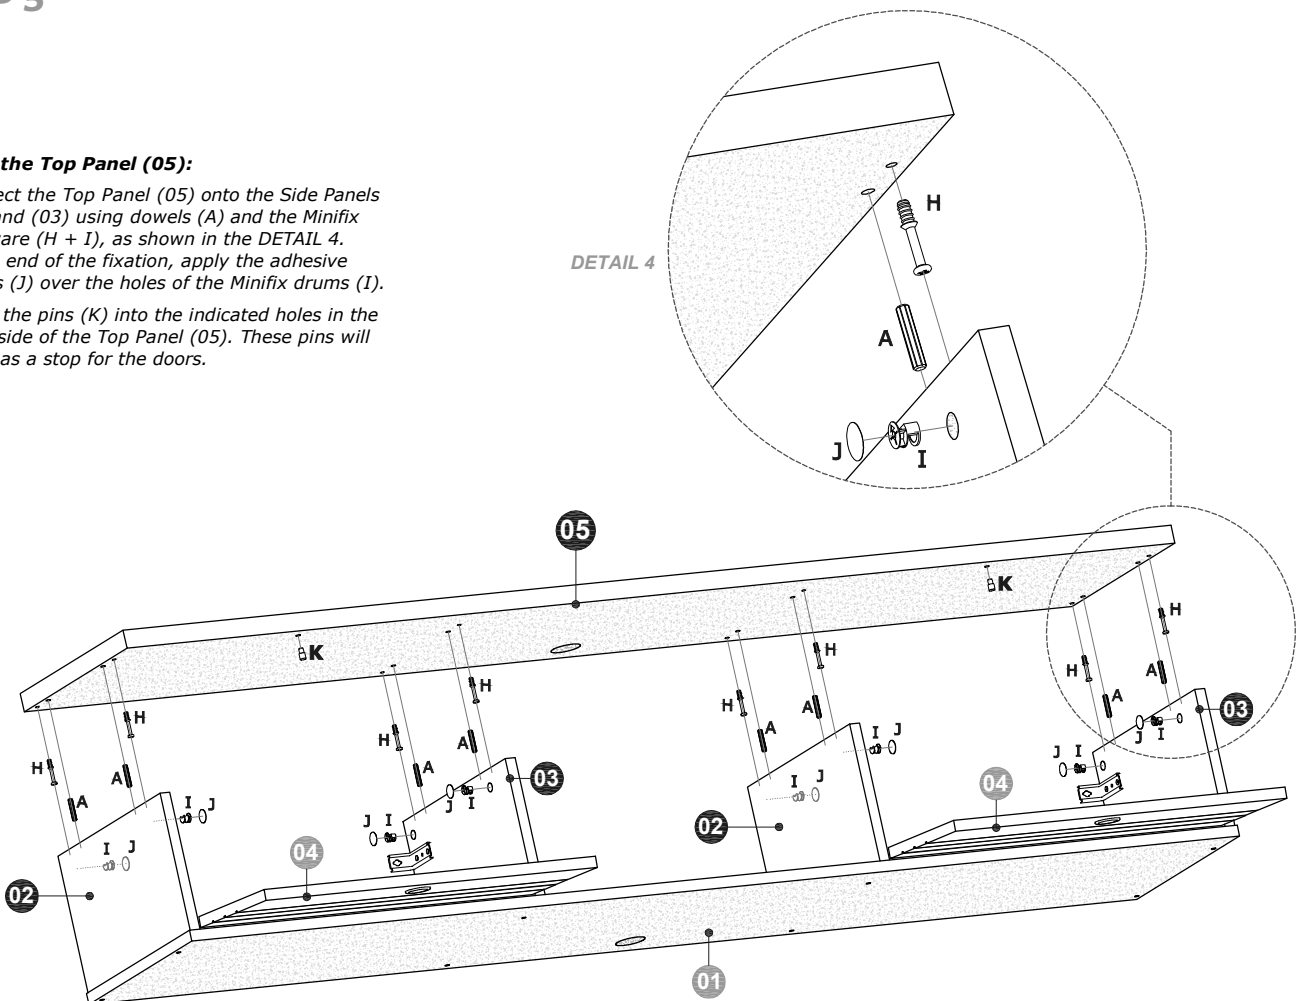 5
the Top Panel (05):
ect the Top Panel (05) onto the Side Panels
and (03) using dowels (A) and the Minifix
are (H + I), as shown in the DETAIL 4.
end of the fixation, apply the adhesive
s (J) over the holes of the Minifix drums (I).
the pins (K) into the indicated holes in the
side of the Top Panel (05). These pins will
as a stop for the doors.
DETAIL 4
H
A
J
I
05
K
K
H
H
H
H
H
H
H
H
A
A
A
A
A
A
A
A
I J
I J
J I
J I
I J
I J
J I
J I
03
03
04
04
02
02
01